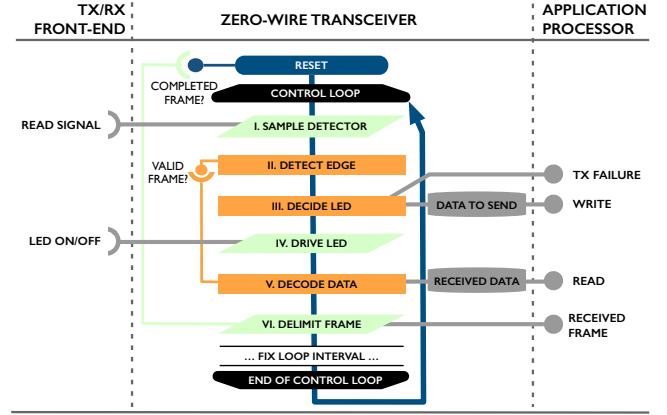 TX/RX
FRONT-END
ZERO-WIRE TRANSCEIVER
APPLICATION
PROCESSOR
RESET
COMPLETED
FRAME?
CONTROL LOOP
READ SIGNAL
I. SAMPLE DETECTOR
VALID
FRAME?
II. DETECT EDGE
TX FAILURE
III. DECIDE LED
DATA TO SEND
WRITE
LED ON/OFF
IV. DRIVE LED
V. DECODE DATA
RECEIVED DATA
READ
VI. DELIMIT FRAME
RECEIVED
FRAME
... FIX LOOP INTERVAL ...
END OF CONTROL LOOP